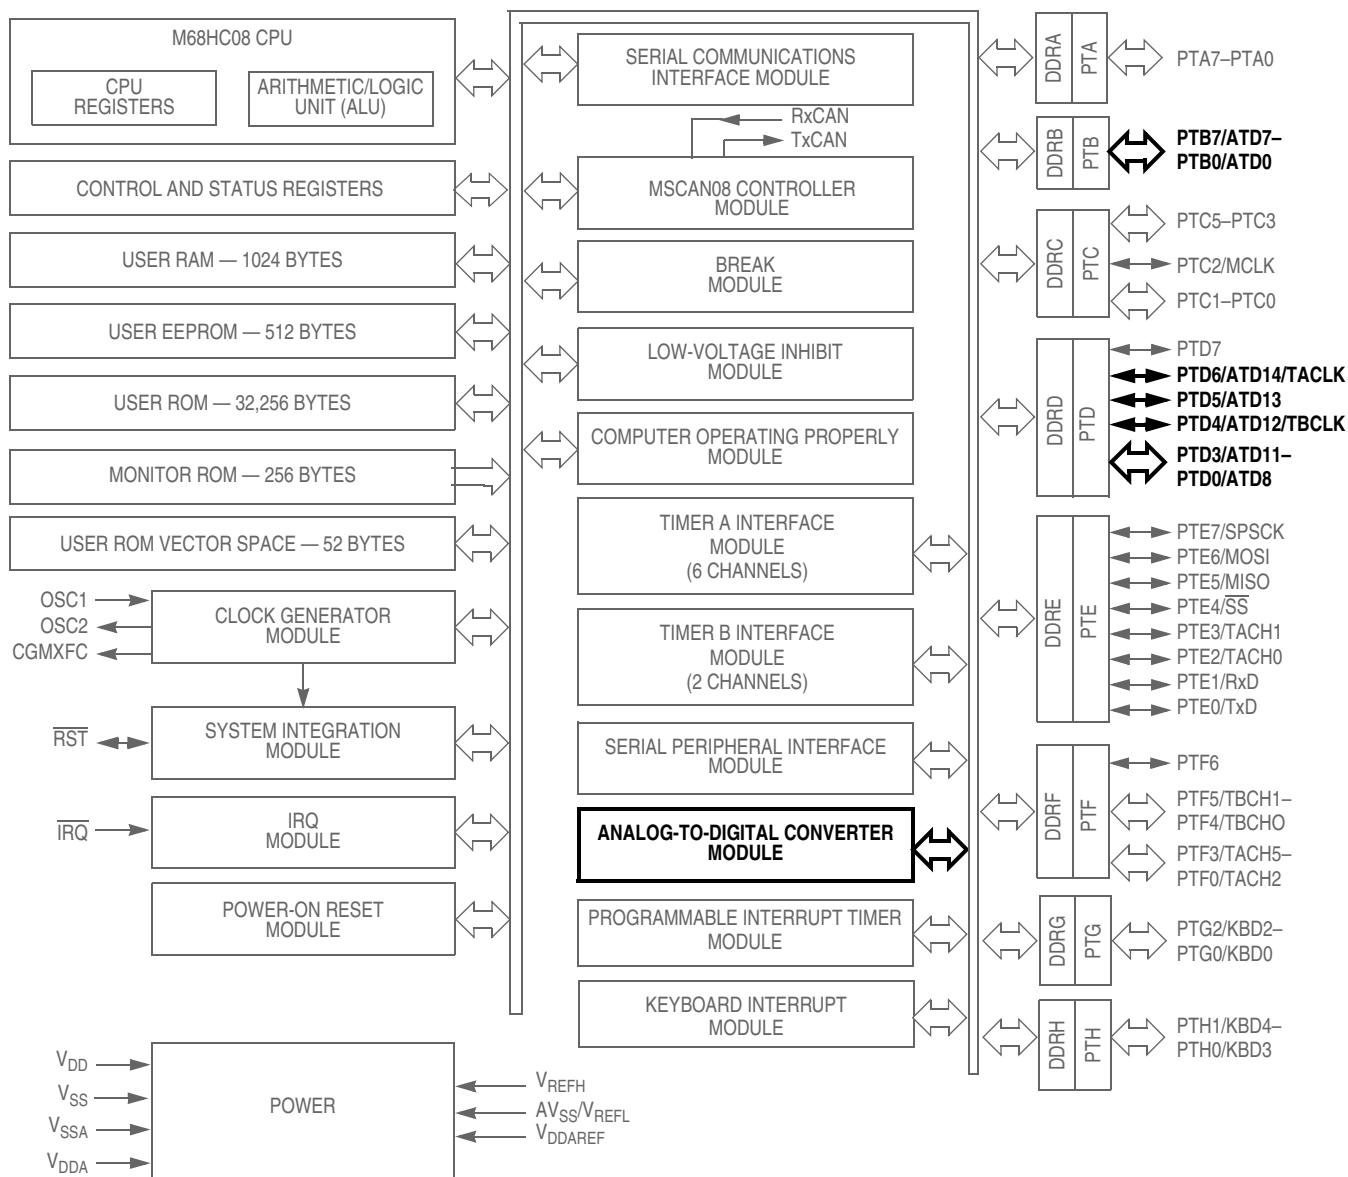 M68HC08 CPU
CPU
REGISTERS
ARITHMETIC/LOGIC
UNIT (ALU)
CONTROL AND STATUS REGISTERS
USER RAM — 1024 BYTES
USER EEPROM — 512 BYTES
USER ROM — 32,256 BYTES
MONITOR ROM — 256 BYTES
USER ROM VECTOR SPACE — 52 BYTES
OSC1
OSC2
CGMXFC
CLOCK GENERATOR
MODULE
RST
SYSTEM INTEGRATION
MODULE
IRQ
IRQ
MODULE
POWER-ON RESET
MODULE
VDD
VSS
VSSA
VDDA
POWER
VREFH
AVSS/VREFL
VDDAREF
SERIAL COMMUNICATIONS
INTERFACE MODULE
RxCAN
TxCAN
MSCAN08 CONTROLLER
MODULE
BREAK
MODULE
LOW-VOLTAGE INHIBIT
MODULE
COMPUTER OPERATING PROPERLY
MODULE
TIMER A INTERFACE
MODULE
(6 CHANNELS)
TIMER B INTERFACE
MODULE
(2 CHANNELS)
SERIAL PERIPHERAL INTERFACE
MODULE
ANALOG-TO-DIGITAL CONVERTER
MODULE
PROGRAMMABLE INTERRUPT TIMER
MODULE
KEYBOARD INTERRUPT
MODULE
DDRA
PTA
PTA7–PTA0
DDRB
PTB
PTB7/ATD7–
PTB0/ATD0
DDRC
PTC
PTC5–PTC3
PTC2/MCLK
PTC1–PTC0
DDRD
PTD
PTD7
PTD6/ATD14/TACLK
PTD5/ATD13
PTD4/ATD12/TBCLK
PTD3/ATD11–
PTD0/ATD8
DDRE
PTE
PTE7/SPSCK
PTE6/MOSI
PTE5/MISO
PTE4/SS
PTE3/TACH1
PTE2/TACH0
PTE1/RxD
PTE0/TxD
DDRF
PTF
PTF6
PTF5/TBCH1–
PTF4/TBCHO
PTF3/TACH5–
PTF0/TACH2
DDRG
PTG
PTG2/KBD2–
PTG0/KBD0
DDRH
PTH
PTH1/KBD4–
PTH0/KBD3